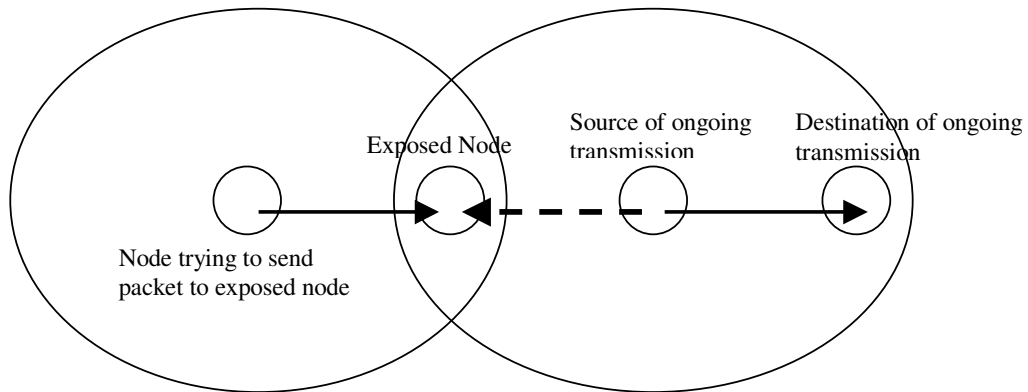 Exposed Node
Source of ongoing
transmission
Destination of ongoing
transmission
Node trying to send
packet to exposed node